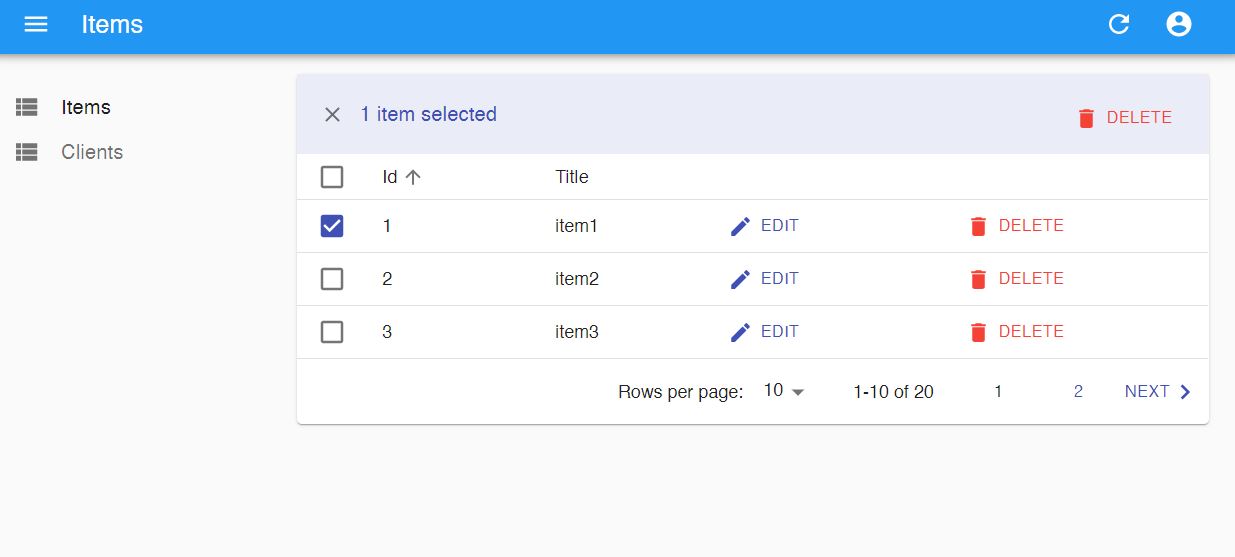 Items
Items
Clients
1 item selected DELETE
Id Title
1 item1 EDIT DELETE
2 item2 EDIT DELETE
3 item3 EDIT DELETE
Rows per page: 10 1-10 of 20 1 2 NEXT